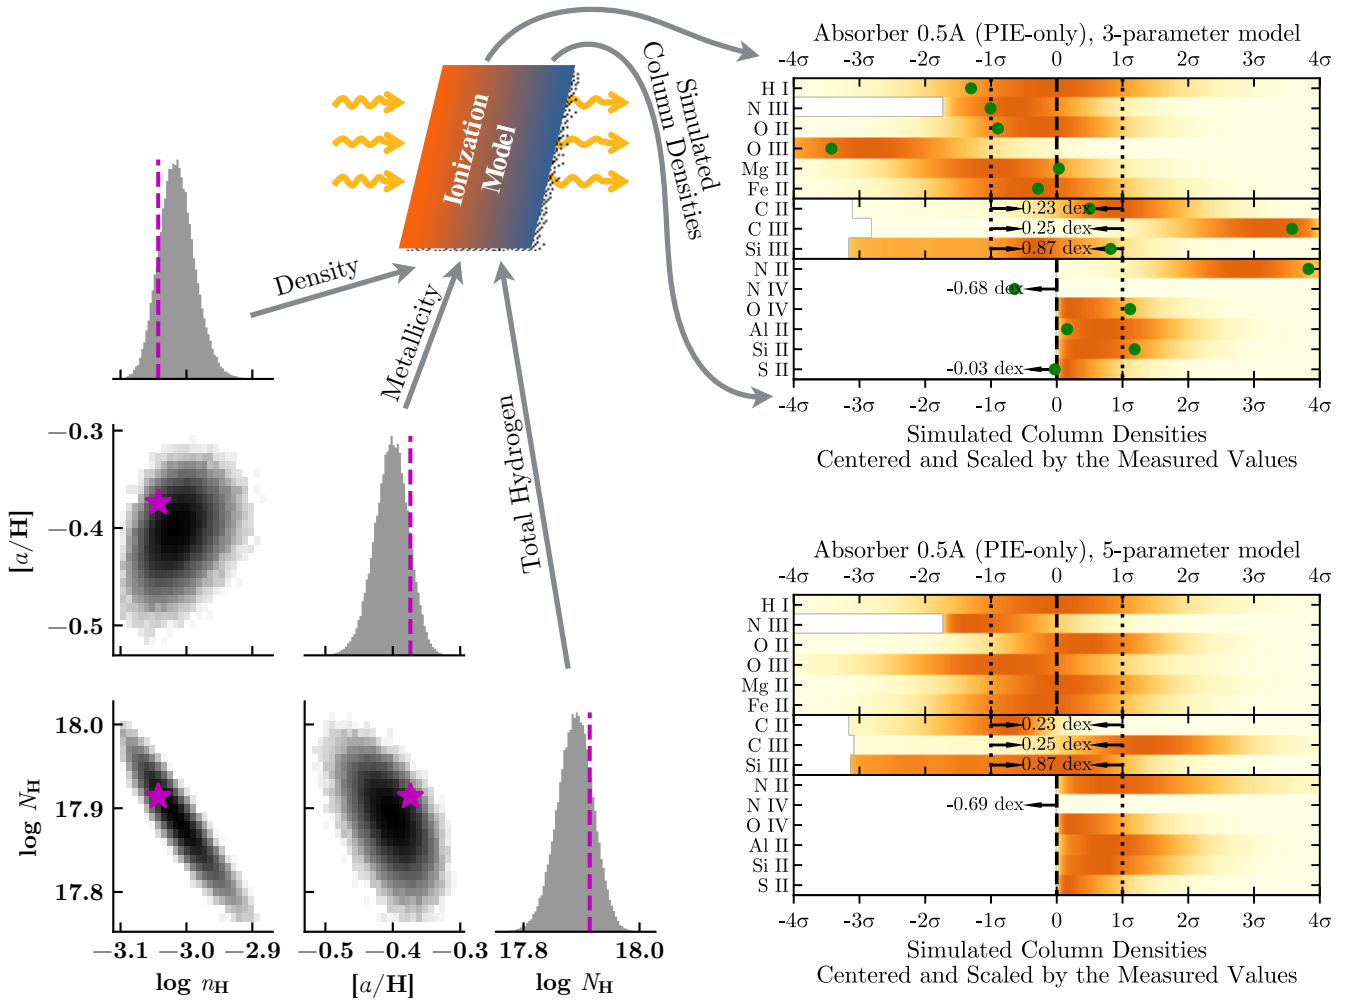 Absorber 0.5A (PIE-only), 3-parameter model
-4σ -3σ -2σ -1σ 0 1σ 2σ 3σ 4σ
H I
N III
O II
O III
Mg II
Fe II
C II 0.23 dex
C III 0.25 dex
Si III 0.87 dex
N II
N IV -0.68 dex
O IV
Al II
Si II
S II -0.03 dex
-4σ -3σ -2σ -1σ 0 1σ 2σ 3σ 4σ
Simulated Column Densities
Centered and Scaled by the Measured Values
Ionization
Model
Simulated
Column Densities
Density
Metallicity
Total Hydrogen
[a/H]
−0.3
−0.4
−0.5
log N_H
18.0
17.9
17.8
−3.1 −3.0 −2.9
log n_H
−0.5 −0.4 −0.3
[a/H]
17.8 18.0
log N_H
Absorber 0.5A (PIE-only), 5-parameter model
-4σ -3σ -2σ -1σ 0 1σ 2σ 3σ 4σ
H I
N III
O II
O III
Mg II
Fe II
C II 0.23 dex
C III 0.25 dex
Si III 0.87 dex
N II
N IV -0.69 dex
O IV
Al II
Si II
S II
-4σ -3σ -2σ -1σ 0 1σ 2σ 3σ 4σ
Simulated Column Densities
Centered and Scaled by the Measured Values